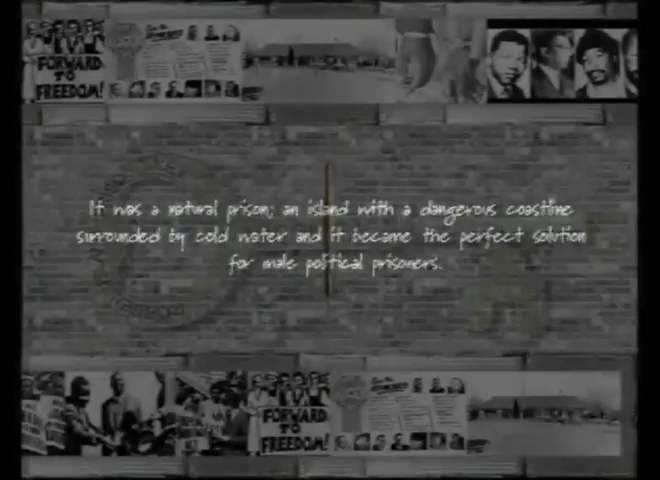 FORWARD
TO
FREEDOM!
It was a natural prison; an island with a dangerous coastline
surrounded by cold water and it became the perfect solution
for male political prisoners.
FORWARD
TO
FREEDOM!